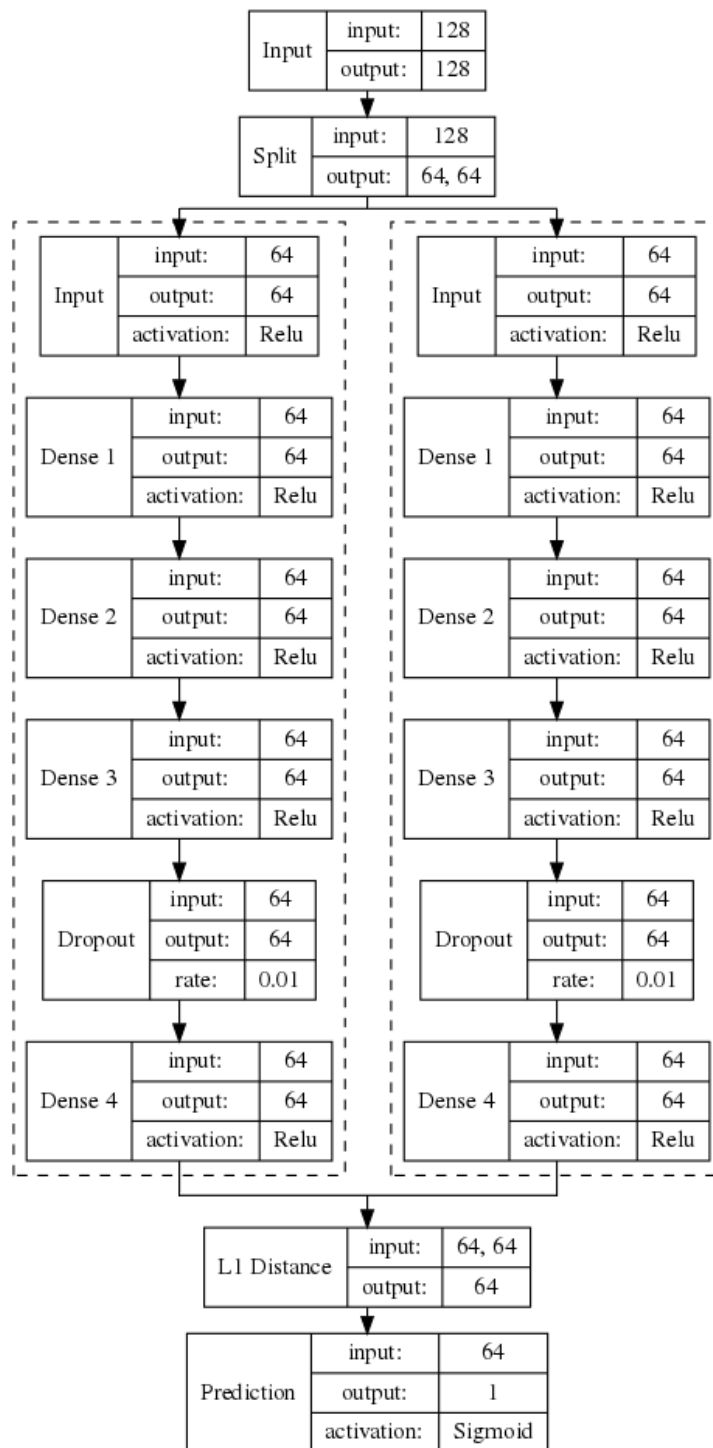 Input
input: 128
output: 128
Split
input: 128
output: 64, 64
Input
input: 64
output: 64
activation: Relu
Dense 1
input: 64
output: 64
activation: Relu
Dense 2
input: 64
output: 64
activation: Relu
Dense 3
input: 64
output: 64
activation: Relu
Dropout
input: 64
output: 64
rate: 0.01
Dense 4
input: 64
output: 64
activation: Relu
Input
input: 64
output: 64
activation: Relu
Dense 1
input: 64
output: 64
activation: Relu
Dense 2
input: 64
output: 64
activation: Relu
Dense 3
input: 64
output: 64
activation: Relu
Dropout
input: 64
output: 64
rate: 0.01
Dense 4
input: 64
output: 64
activation: Relu
L1 Distance
input: 64, 64
output: 64
Prediction
input: 64
output: 1
activation: Sigmoid